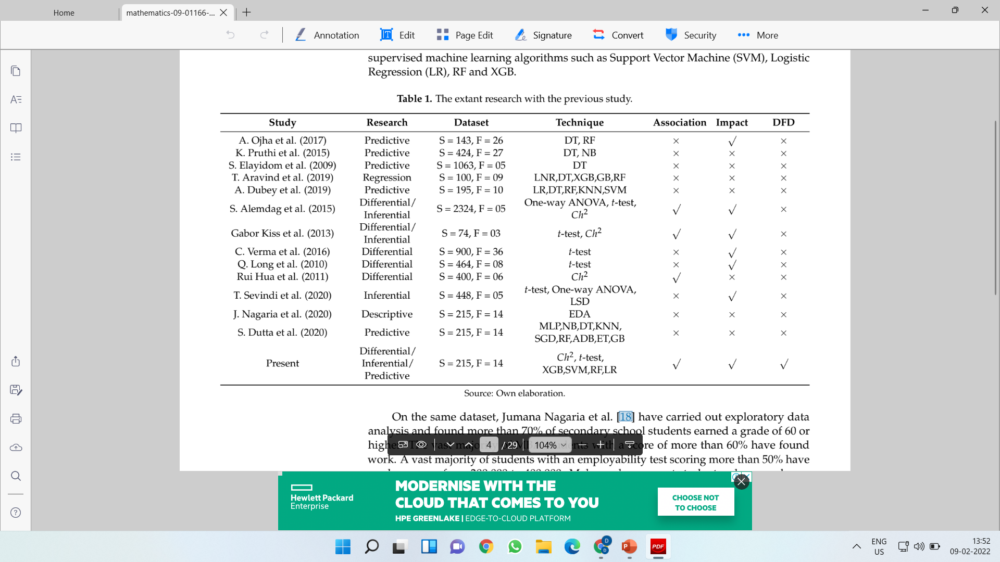 Home
mathematics-09-01166-...
Annotation
Edit
Page Edit
Signature
Convert
Security
More
supervised machine learning algorithms such as Support Vector Machine (SVM), Logistic
Regression (LR), RF and XGB.
Table 1. The extant research with the previous study.
Study Research Dataset Technique Association Impact DFD
A. Ojha et al. (2017) Predictive S = 143, F = 26 DT, RF × √ ×
K. Pruthi et al. (2015) Predictive S = 424, F = 27 DT, NB × × ×
S. Elayidom et al. (2009) Predictive S = 1063, F = 05 DT × × ×
T. Aravind et al. (2019) Regression S = 100, F = 09 LNR,DT,XGB,GB,RF × × ×
A. Dubey et al. (2019) Predictive S = 195, F = 10 LR,DT,RF,KNN,SVM × × ×
S. Alemdag et al. (2015) Differential/ Inferential S = 2324, F = 05 One-way ANOVA, t-test, Ch² √ √ ×
Gabor Kiss et al. (2013) Differential/ Inferential S = 74, F = 03 t-test, Ch² √ √ ×
C. Verma et al. (2016) Differential S = 900, F = 36 t-test × √ ×
Q. Long et al. (2010) Differential S = 464, F = 08 t-test × √ ×
Rui Hua et al. (2011) Differential S = 400, F = 06 Ch² √ × ×
T. Sevindi et al. (2020) Inferential S = 448, F = 05 t-test, One-way ANOVA, LSD × √ ×
J. Nagaria et al. (2020) Descriptive S = 215, F = 14 EDA × × ×
S. Dutta et al. (2020) Predictive S = 215, F = 14 MLP,NB,DT,KNN, SGD,RF,ADB,ET,GB × × ×
Present Differential/ Inferential/ Predictive S = 215, F = 14 Ch², t-test, XGB,SVM,RF,LR √ √ √
Source: Own elaboration.
On the same dataset, Jumana Nagaria et al. [18] have carried out exploratory data
analysis and found more than 70% of secondary school students earned a grade of 60 or
ore of more than 60% have found
work. A vast majority of students with an employability test scoring more than 50% have
4 / 29 104%
Hewlett Packard
Enterprise
MODERNISE WITH THE
CLOUD THAT COMES TO YOU
HPE GREENLAKE | EDGE-TO-CLOUD PLATFORM
CHOOSE NOT
TO CHOOSE
PDF
ENG
US
13:52
09-02-2022